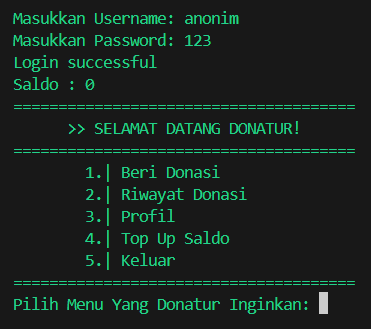 Masukkan Username: anonim
Masukkan Password: 123
Login successful
Saldo : 0
======================================
>> SELAMAT DATANG DONATUR!
======================================
1.| Beri Donasi
2.| Riwayat Donasi
3.| Profil
4.| Top Up Saldo
5.| Keluar
======================================
Pilih Menu Yang Donatur Inginkan: